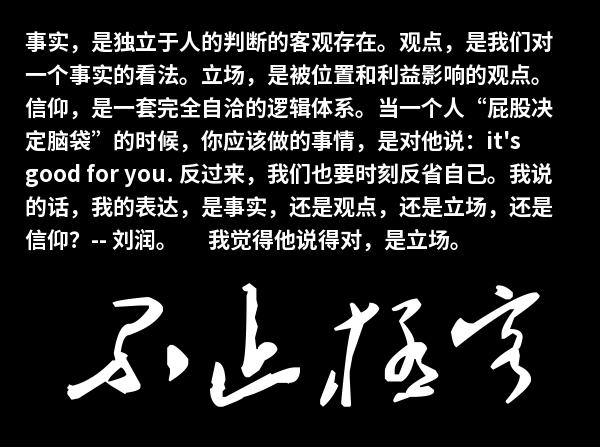 事实，是独立于人的判断的客观存在。观点，是我们对
一个事实的看法。立场，是被位置和利益影响的观点。
信仰，是一套完全自洽的逻辑体系。当一个人“屁股决
定脑袋”的时候，你应该做的事情，是对他说：it's
good for you. 反过来，我们也要时刻反省自己。我说
的话，我的表达，是事实，还是观点，还是立场，还是
信仰？-- 刘润。 我觉得他说得对，是立场。
不止极客